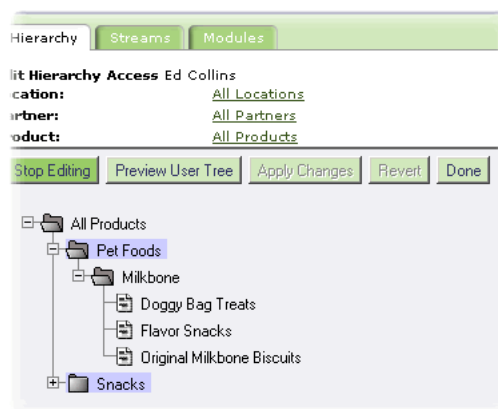 Hierarchy Streams Modules
it Hierarchy Access Ed Collins
cation: All Locations
rtner: All Partners
oduct: All Products
Stop Editing Preview User Tree Apply Changes Revert Done
All Products
Pet Foods
Milkbone
Doggy Bag Treats
Flavor Snacks
Original Milkbone Biscuits
Snacks